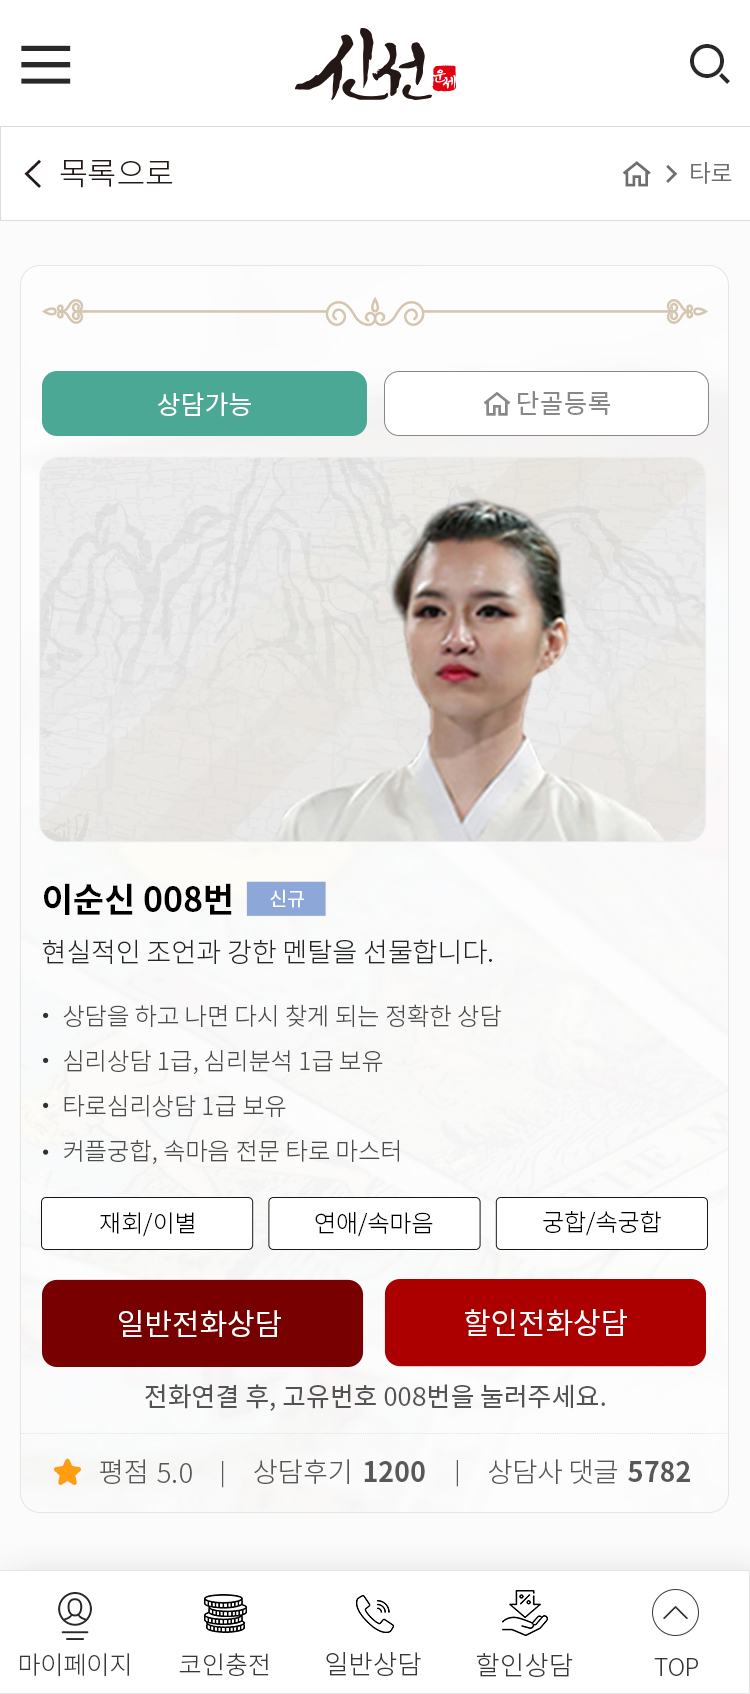 신선 운세
목록으로
타로
상담가능
단골등록
이순신 008번 신규
현실적인 조언과 강한 멘탈을 선물합니다.
• 상담을 하고 나면 다시 찾게 되는 정확한 상담
• 심리상담 1급, 심리분석 1급 보유
• 타로심리상담 1급 보유
• 커플궁합, 속마음 전문 타로 마스터
재회/이별
연애/속마음
궁합/속궁합
일반전화상담
할인전화상담
전화연결 후, 고유번호 008번을 눌러주세요.
평점 5.0 | 상담후기 1200 | 상담사 댓글 5782
마이페이지
코인충전
일반상담
할인상담
TOP